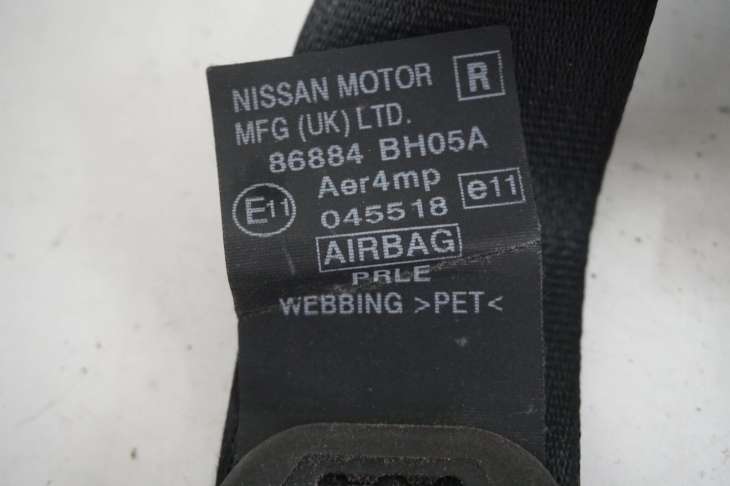 NISSAN MOTOR R
MFG (UK) LTD.
86884 BH05A
Aer4mp
E11 045518 e11
AIRBAG
PRLE
WEBBING >PET<